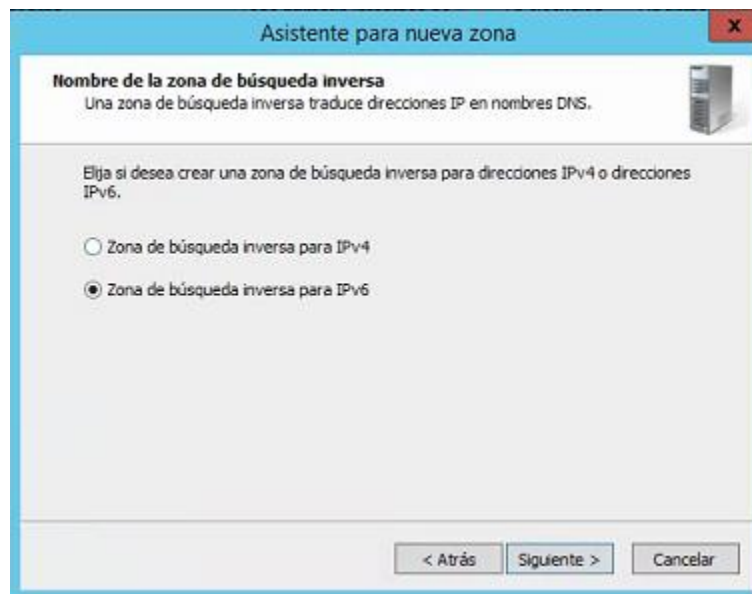 Asistente para nueva zona
x
Nombre de la zona de búsqueda inversa
Una zona de búsqueda inversa traduce direcciones IP en nombres DNS.
Elija si desea crear una zona de búsqueda inversa para direcciones IPv4 o direcciones
IPv6.
Zona de búsqueda inversa para IPv4
Zona de búsqueda inversa para IPv6
< Atrás Siguiente > Cancelar